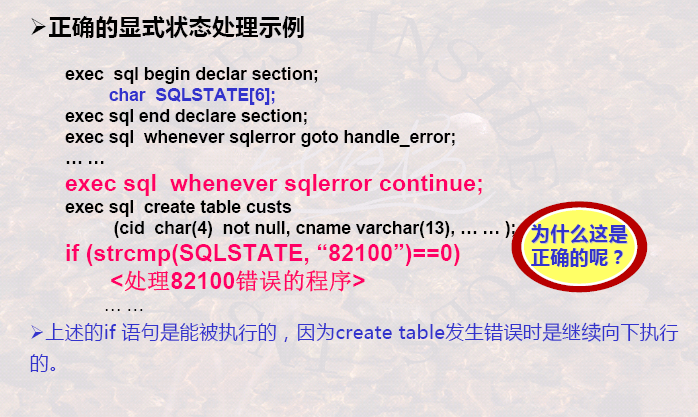 ➢正确的显式状态处理示例
exec sql begin declar section;
char SQLSTATE[6];
exec sql end declare section;
exec sql whenever sqlerror goto handle_error;
… …
exec sql whenever sqlerror continue;
exec sql create table custs
(cid char(4) not null, cname varchar(13), … … );
if (strcmp(SQLSTATE, “82100”)==0)
<处理82100错误的程序>
… …
为什么这是
正确的呢？
➢上述的if 语句是能被执行的，因为create table发生错误时是继续向下执行
的。